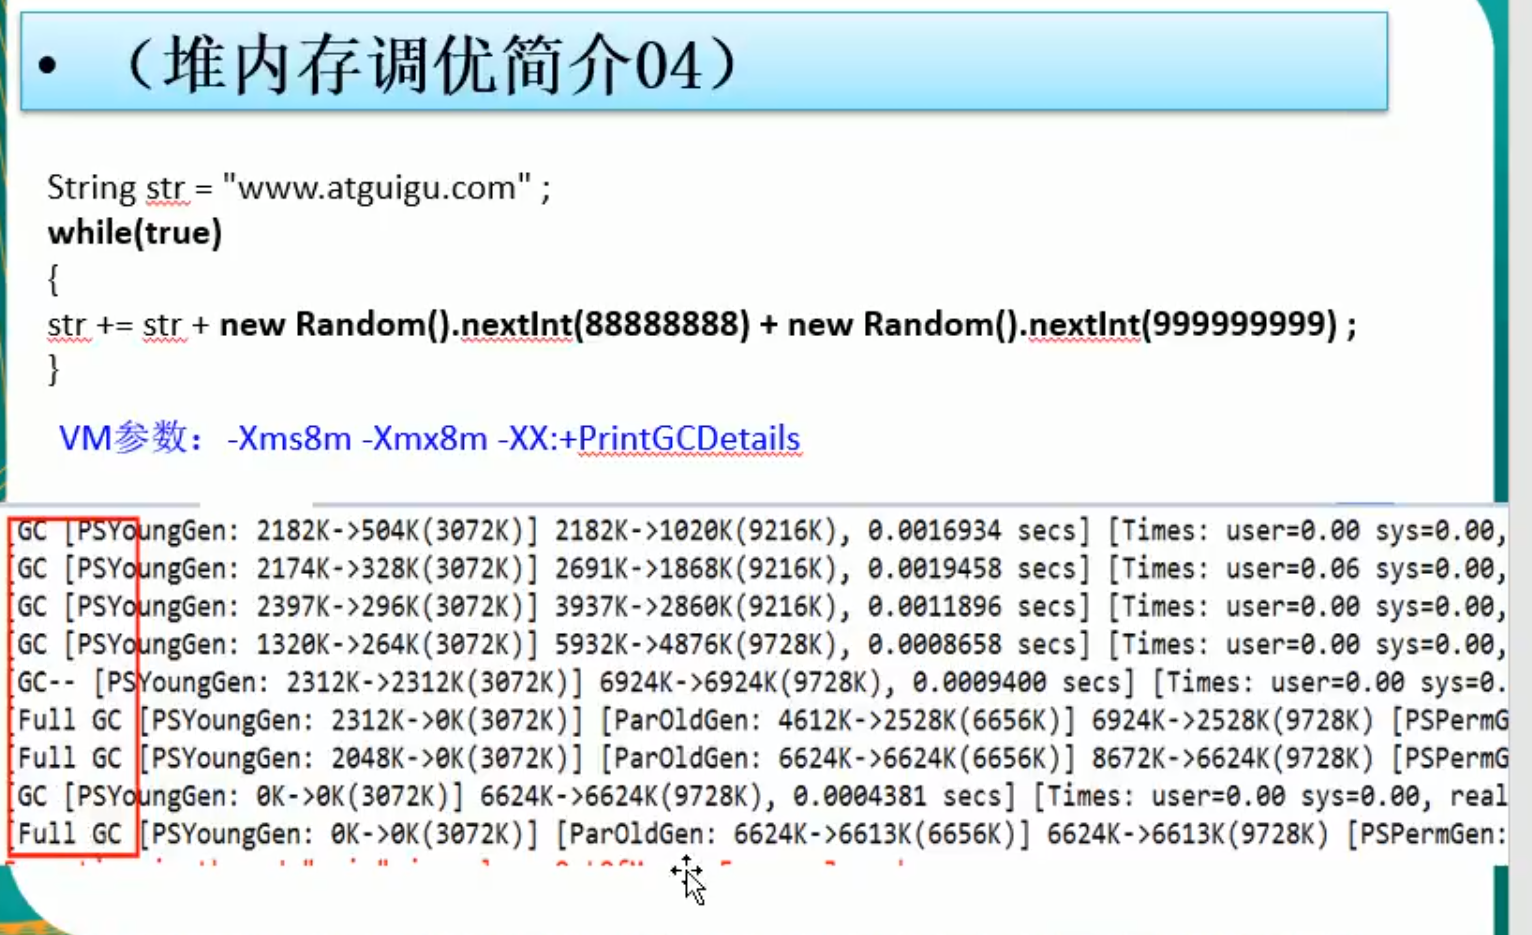 • （堆内存调优简介04）
String str = "www.atguigu.com" ;
while(true)
{
str += str + new Random().nextInt(88888888) + new Random().nextInt(999999999) ;
}
VM参数：-Xms8m -Xmx8m -XX:+PrintGCDetails
[GC [PSYoungGen: 2182K->504K(3072K)] 2182K->1020K(9216K), 0.0016934 secs] [Times: user=0.00 sys=0.00,
[GC [PSYoungGen: 2174K->328K(3072K)] 2691K->1868K(9216K), 0.0019458 secs] [Times: user=0.06 sys=0.00,
[GC [PSYoungGen: 2397K->296K(3072K)] 3937K->2860K(9216K), 0.0011896 secs] [Times: user=0.00 sys=0.00,
[GC [PSYoungGen: 1320K->264K(3072K)] 5932K->4876K(9728K), 0.0008658 secs] [Times: user=0.00 sys=0.00,
[GC-- [PSYoungGen: 2312K->2312K(3072K)] 6924K->6924K(9728K), 0.0009400 secs] [Times: user=0.00 sys=0.
[Full GC [PSYoungGen: 2312K->0K(3072K)] [ParOldGen: 4612K->2528K(6656K)] 6924K->2528K(9728K) [PSPermG
[Full GC [PSYoungGen: 2048K->0K(3072K)] [ParOldGen: 6624K->6624K(6656K)] 8672K->6624K(9728K) [PSPermG
[GC [PSYoungGen: 0K->0K(3072K)] 6624K->6624K(9728K), 0.0004381 secs] [Times: user=0.00 sys=0.00, real
[Full GC [PSYoungGen: 0K->0K(3072K)] [ParOldGen: 6624K->6613K(6656K)] 6624K->6613K(9728K) [PSPermGen: